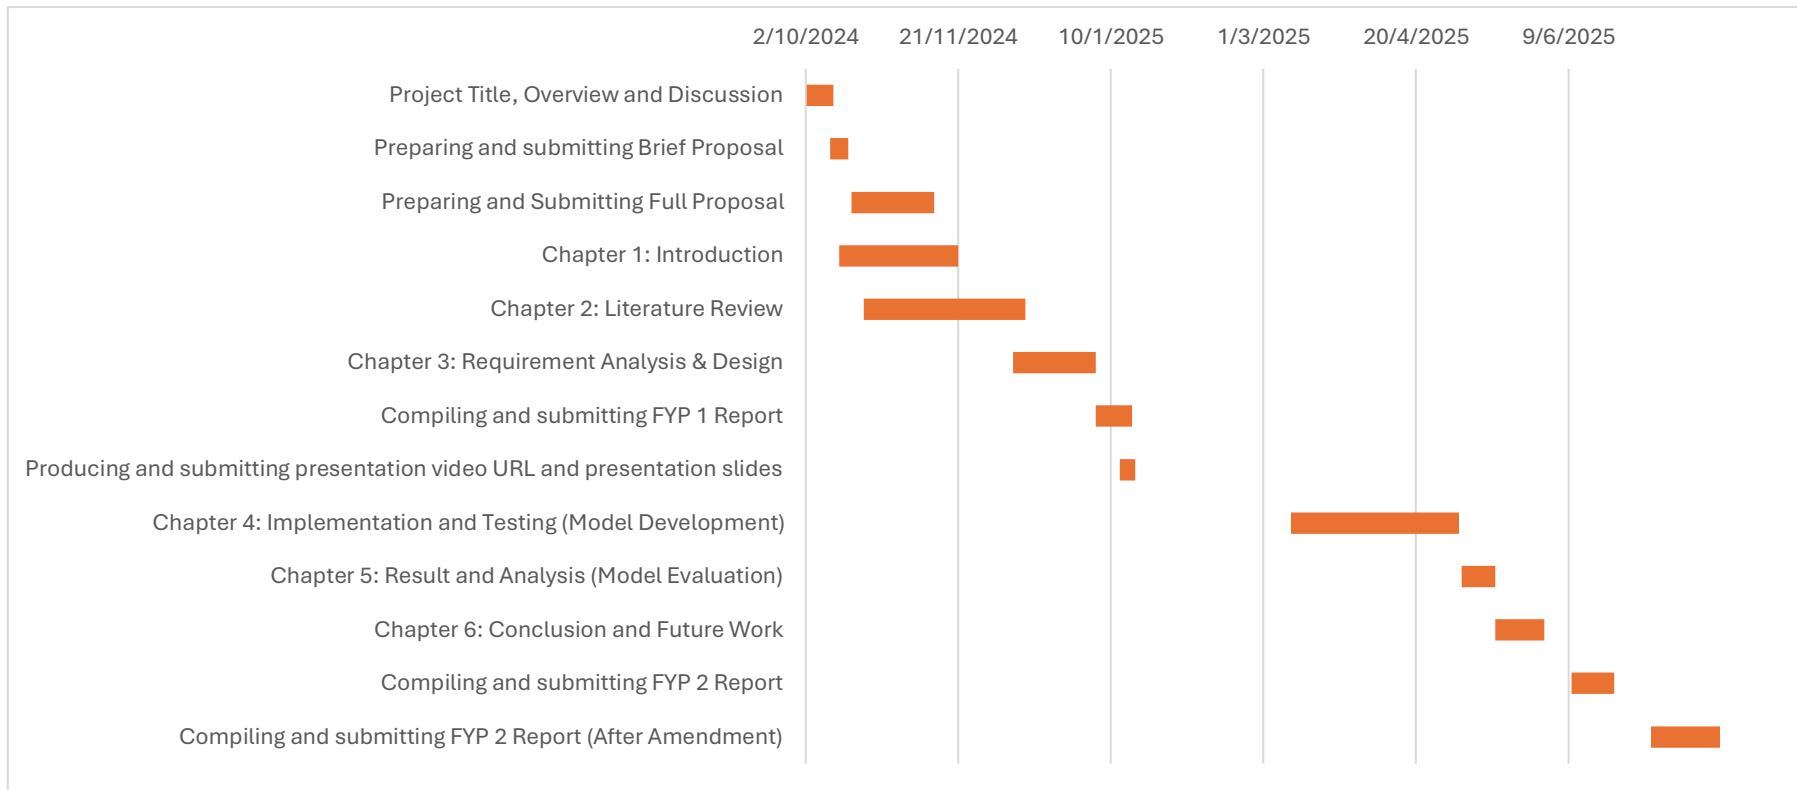 2/10/2024 21/11/2024 10/1/2025 1/3/2025 20/4/2025 9/6/2025
Project Title, Overview and Discussion
Preparing and submitting Brief Proposal
Preparing and Submitting Full Proposal
Chapter 1: Introduction
Chapter 2: Literature Review
Chapter 3: Requirement Analysis & Design
Compiling and submitting FYP 1 Report
Producing and submitting presentation video URL and presentation slides
Chapter 4: Implementation and Testing (Model Development)
Chapter 5: Result and Analysis (Model Evaluation)
Chapter 6: Conclusion and Future Work
Compiling and submitting FYP 2 Report
Compiling and submitting FYP 2 Report (After Amendment)